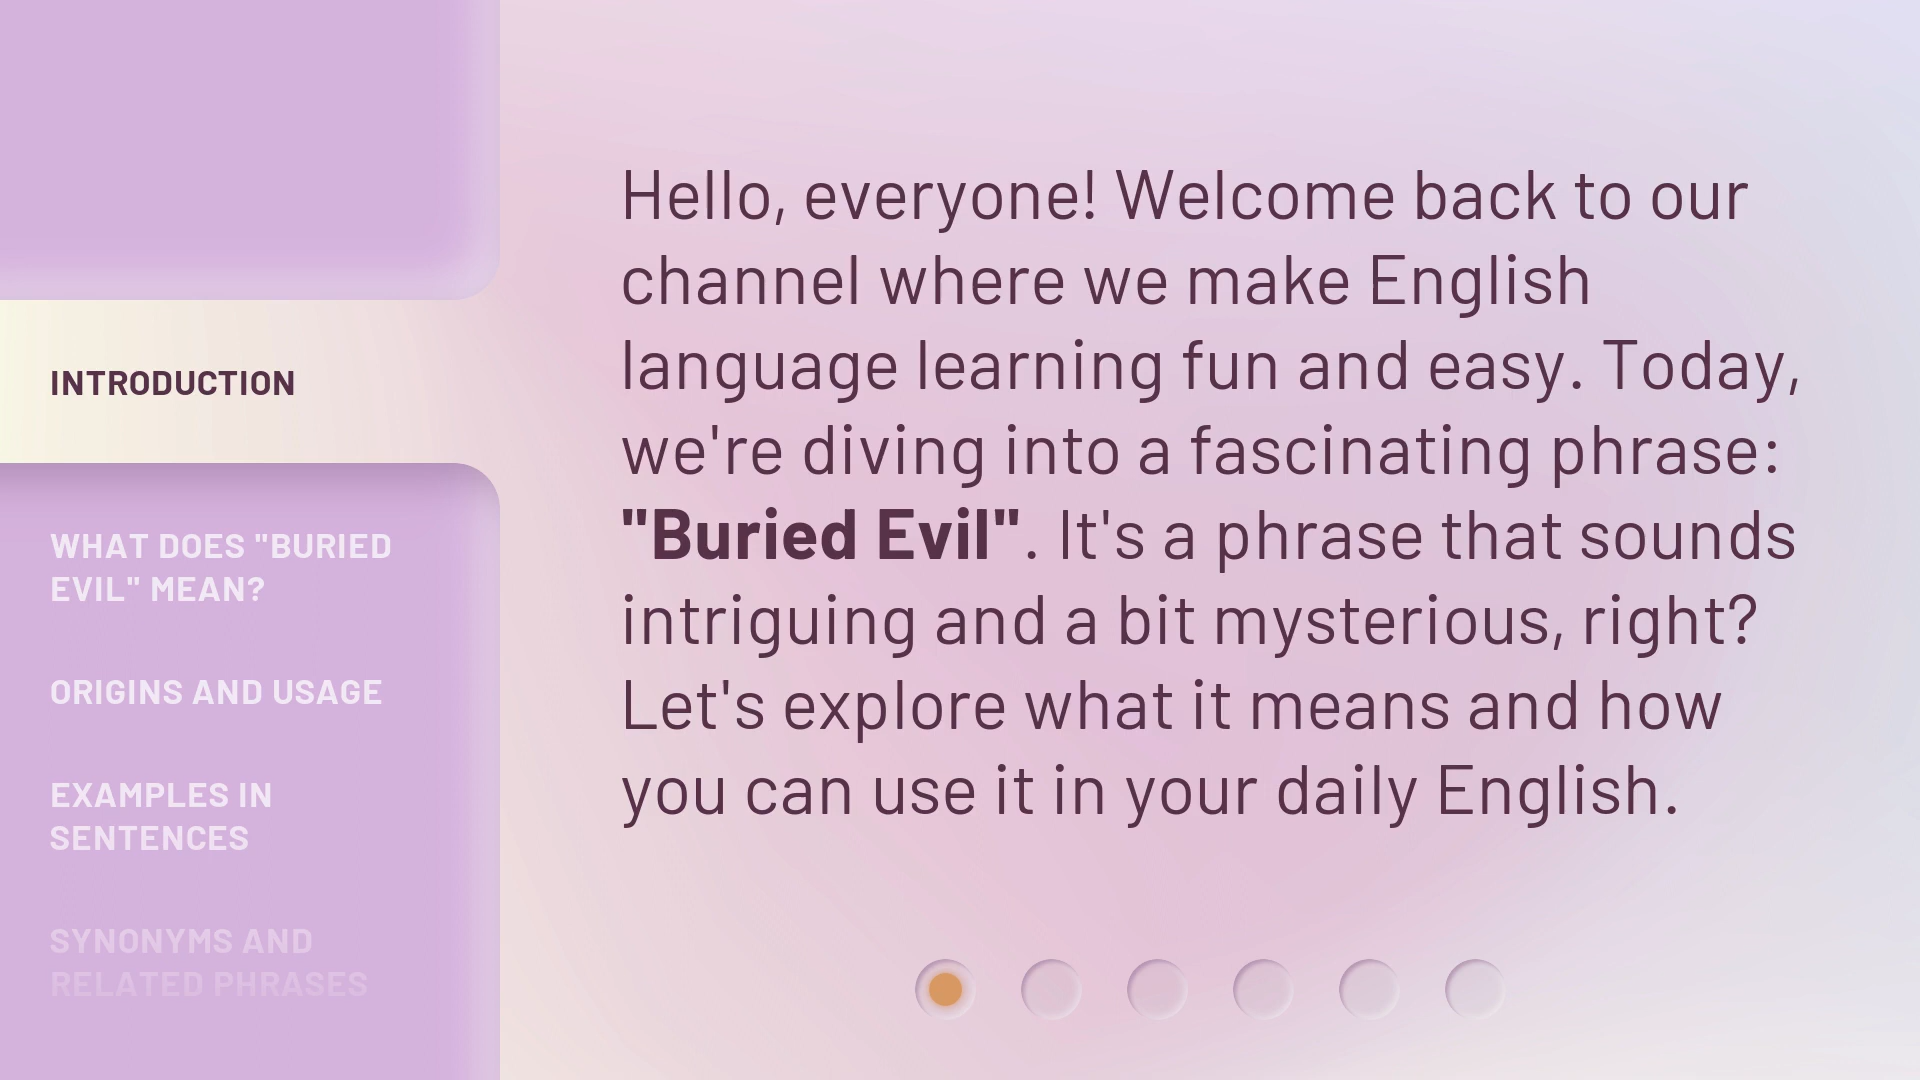 INTRODUCTION
WHAT DOES "BURIED
EVIL" MEAN?
ORIGINS AND USAGE
EXAMPLES IN
SENTENCES
SYNONYMS AND
RELATED PHRASES
Hello, everyone! Welcome back to our
channel where we make English
language learning fun and easy. Today,
we're diving into a fascinating phrase:
"Buried Evil". It's a phrase that sounds
intriguing and a bit mysterious, right?
Let's explore what it means and how
you can use it in your daily English.